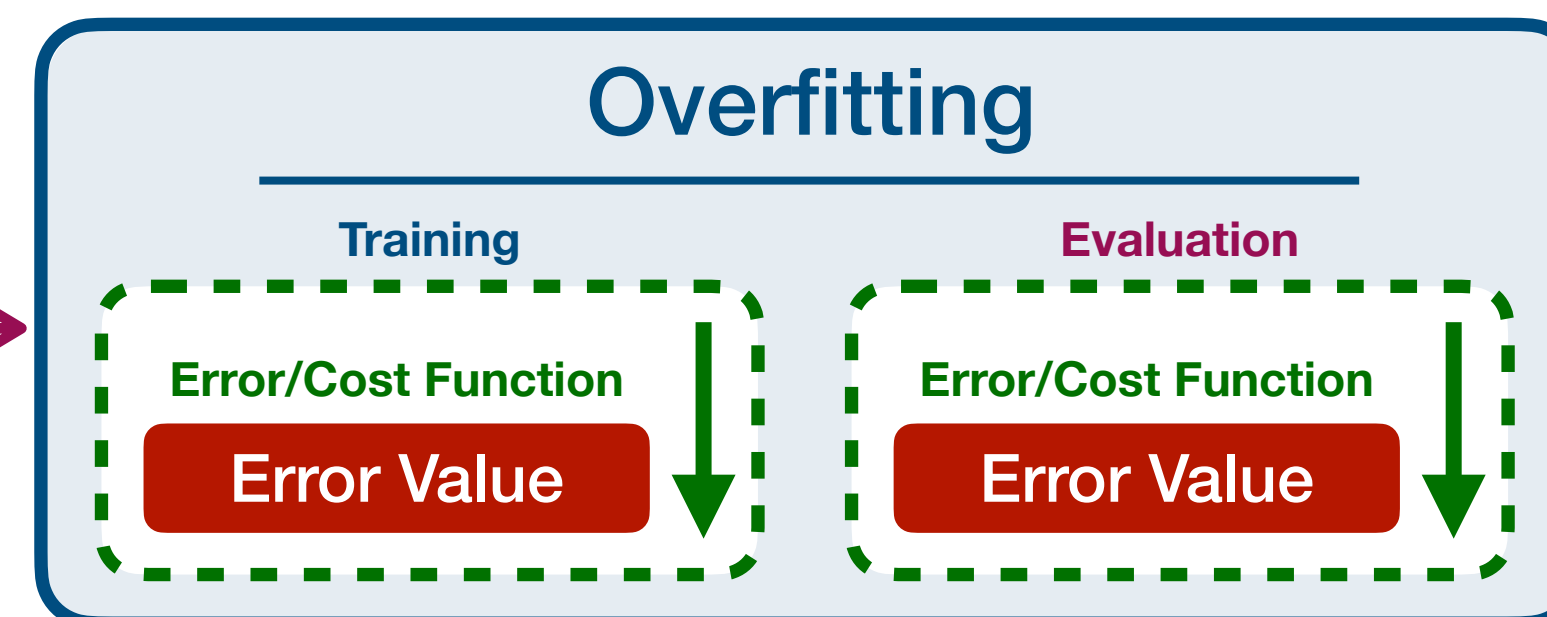 Overfitting
Training
Evaluation
Error/Cost Function
Error Value
Error/Cost Function
Error Value